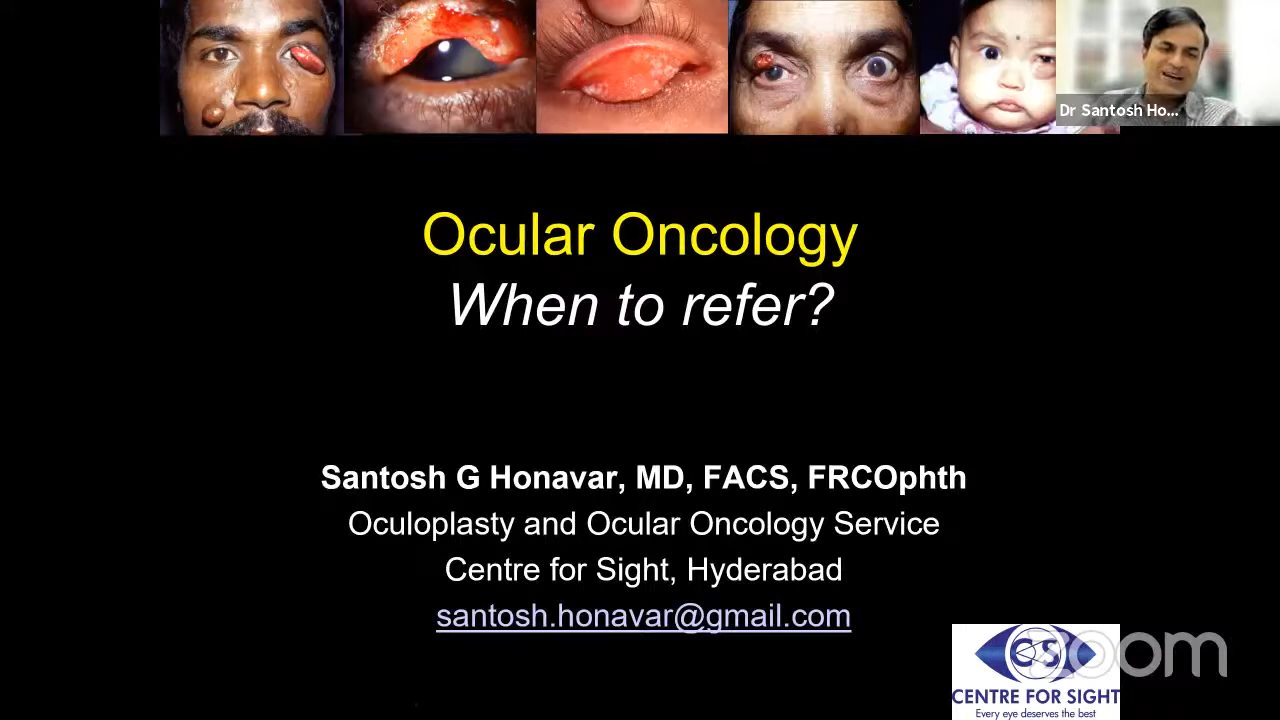 Dr Santosh Ho...
Ocular Oncology
When to refer?
Santosh G Honavar, MD, FACS, FRCOphth
Oculoplasty and Ocular Oncology Service
Centre for Sight, Hyderabad
santosh.honavar@gmail.com
CS
zoom
CENTRE FOR SIGHT
Every eye deserves the best